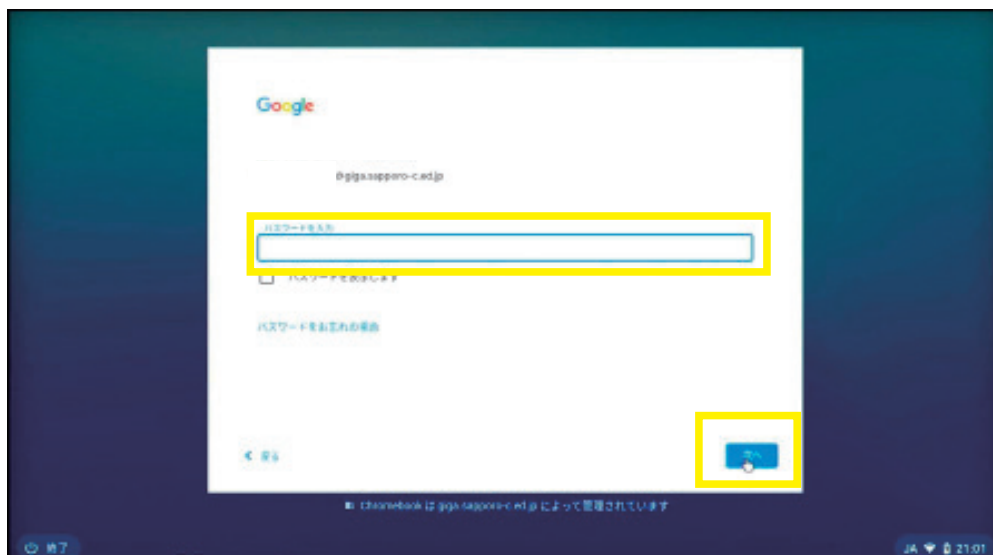 Google
@giga.sapporo-c.ed.jp
パスワードを入力
パスワードを表示します
パスワードをお忘れの場合
戻る
次へ
Chromebook は giga.sapporo-c.ed.jp によって管理されています
終了
JA 21:01